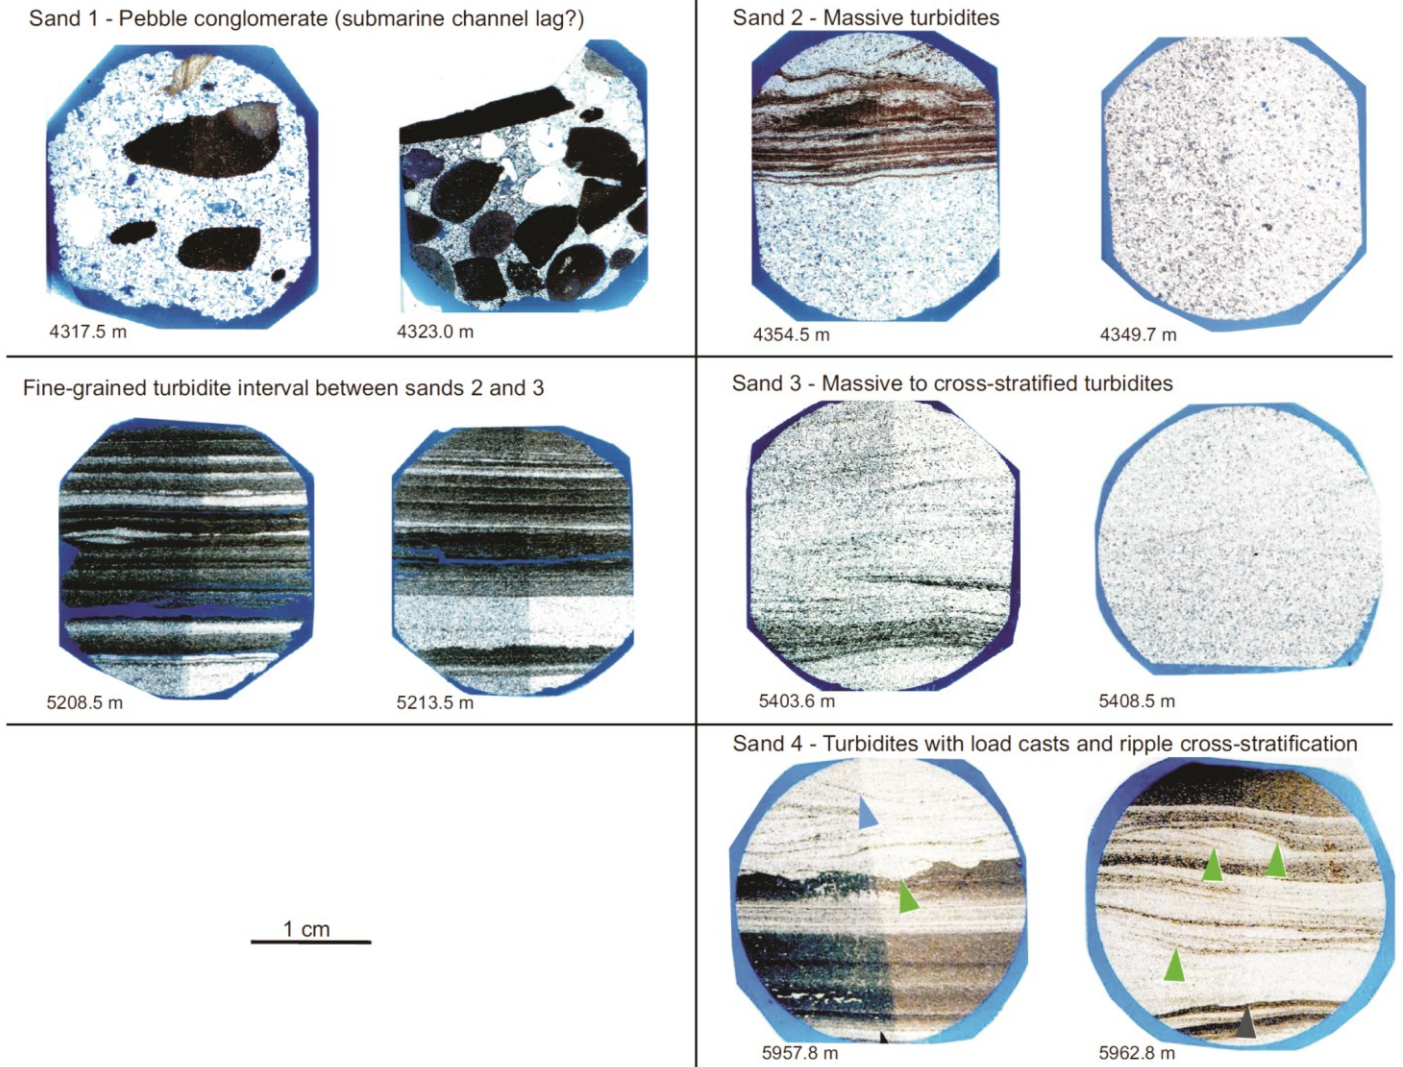 Sand 1 - Pebble conglomerate (submarine channel lag?)
4317.5 m
4323.0 m
Sand 2 - Massive turbidites
4354.5 m
4349.7 m
Fine-grained turbidite interval between sands 2 and 3
5208.5 m
5213.5 m
Sand 3 - Massive to cross-stratified turbidites
5403.6 m
5408.5 m
1 cm
Sand 4 - Turbidites with load casts and ripple cross-stratification
5957.8 m
5962.8 m